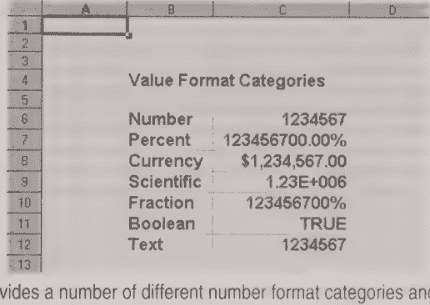 A B C D
1
2
3
4 Value Format Categories
5
6 Number 1234567
7 Percent 123456700.00%
8 Currency $1,234,567.00
9 Scientific 1.23E+006
10 Fraction 123456700%
11 Boolean TRUE
12 Text 1234567
13
vides a number of different number format categories and